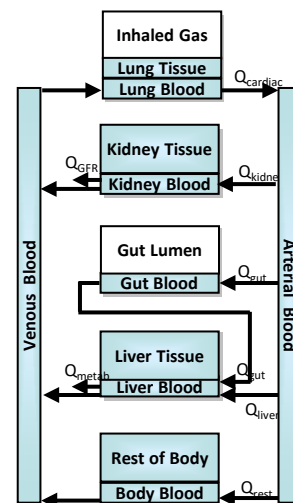 Inhaled Gas
Lung Tissue
Lung Blood
Qcardiac
Kidney Tissue
QGFR
Qkidne
Kidney Blood
Gut Lumen
Qgut
Gut Blood
Venous Blood
Arterial Blood
Liver Tissue
Qmetab
Qgut
Liver Blood
Qliver
Rest of Body
Qrest
Body Blood